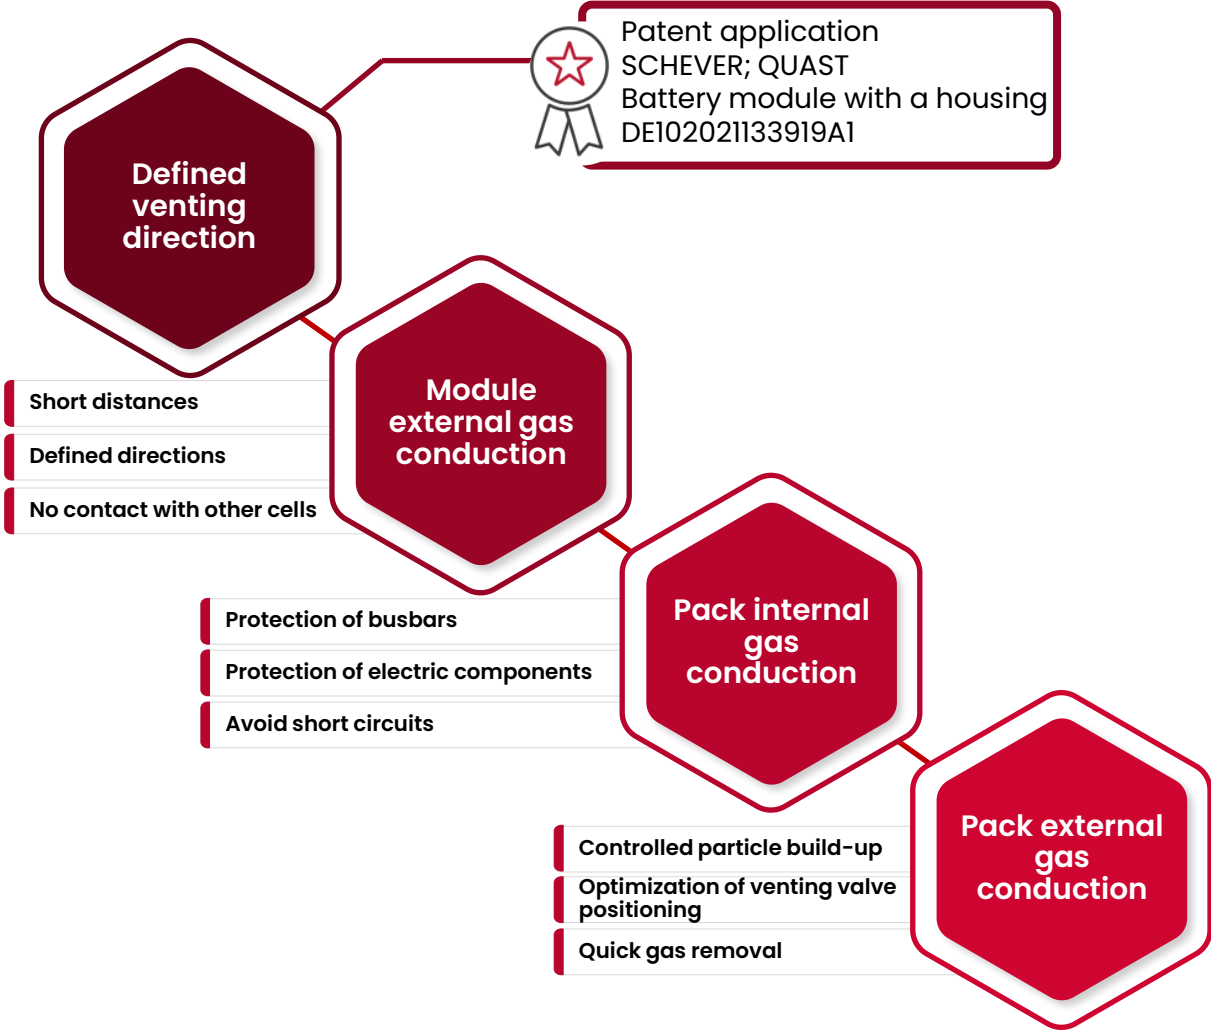 Patent application
SCHEVER; QUAST
Battery module with a housing
DE102021133919A1
Defined
venting
direction
Module
external gas
conduction
Short distances
Defined directions
No contact with other cells
Pack internal
gas
conduction
Protection of busbars
Protection of electric components
Avoid short circuits
Pack external
gas
conduction
Controlled particle build-up
Optimization of venting valve
positioning
Quick gas removal